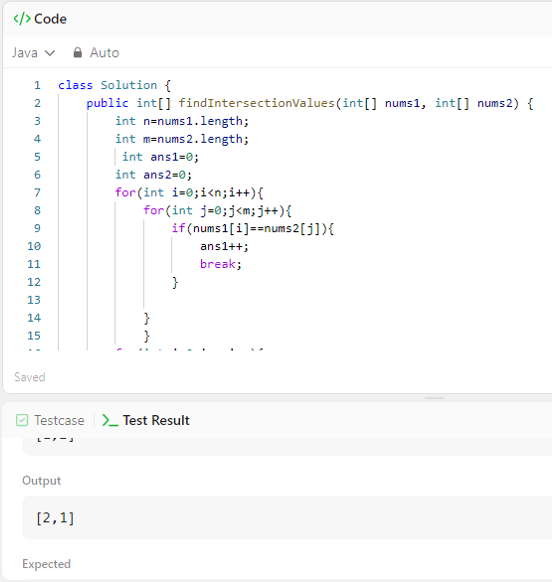 </> Code
Java Auto
1 class Solution {
2 public int[] findIntersectionValues(int[] nums1, int[] nums2) {
3 int n=nums1.length;
4 int m=nums2.length;
5 int ans1=0;
6 int ans2=0;
7 for(int i=0;i<n;i++){
8 for(int j=0;j<m;j++){
9 if(nums1[i]==nums2[j]){
10 ans1++;
11 break;
12 }
13
14 }
15 }
Saved
Testcase >_ Test Result
Output
[2,1]
Expected